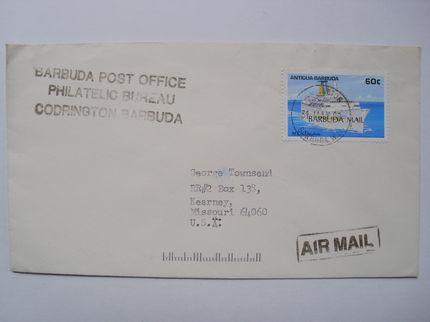 BARBUDA POST OFFICE
PHILATELIC BUREAU
CODRINGTON BARBUDA
ANTIGUA BARBUDA 60c
BARBUDA MAIL
George Townsend
RR#2 Box 138,
Kearney,
Missouri 64060
U.S.A.
AIR MAIL